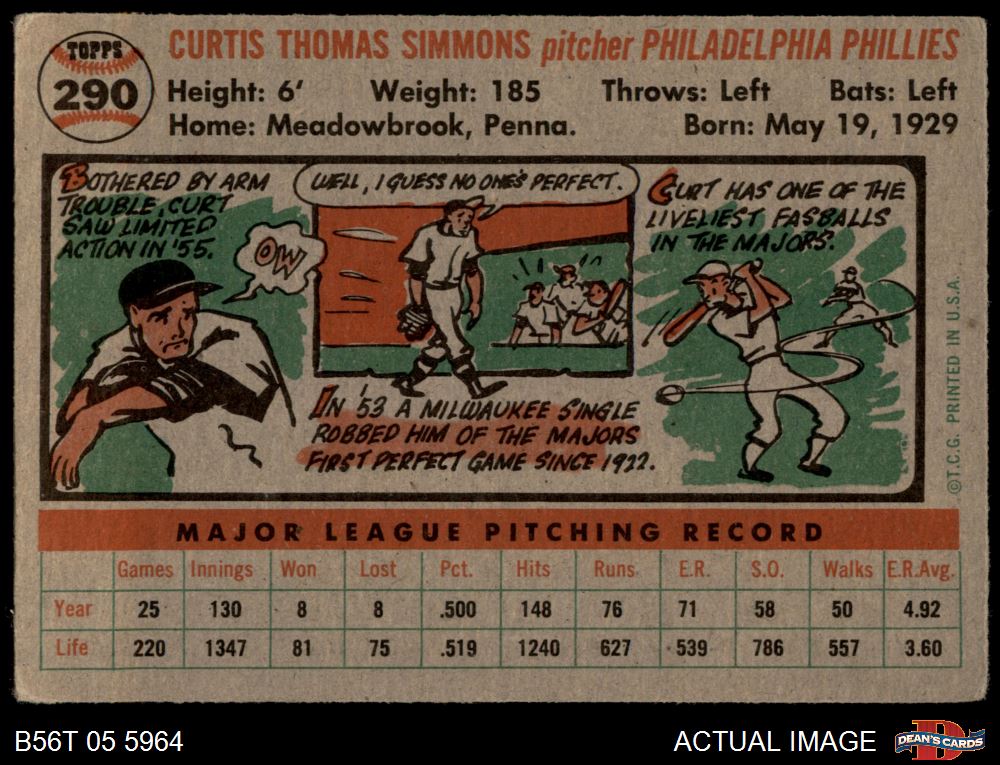 TOPPS
290
CURTIS THOMAS SIMMONS pitcher PHILADELPHIA PHILLIES
Height: 6' Weight: 185 Throws: Left Bats: Left
Home: Meadowbrook, Penna. Born: May 19, 1929
BOTHERED BY ARM
TROUBLE, CURT
SAW LIMITED
ACTION IN '55.
OW
WELL, I GUESS NO ONE'S PERFECT.
IN '53 A MILWAUKEE SINGLE
ROBBED HIM OF THE MAJORS
FIRST PERFECT GAME SINCE 1922.
CURT HAS ONE OF THE
LIVELIEST FASBALLS
IN THE MAJORS.
©T.C.G. PRINTED IN U.S.A.
MAJOR LEAGUE PITCHING RECORD
Games Innings Won Lost Pct. Hits Runs E.R. S.O. Walks E.R.Avg.
Year 25 130 8 8 .500 148 76 71 58 50 4.92
Life 220 1347 81 75 .519 1240 627 539 786 557 3.60
B56T 05 5964
ACTUAL IMAGE
DEAN'S CARDS